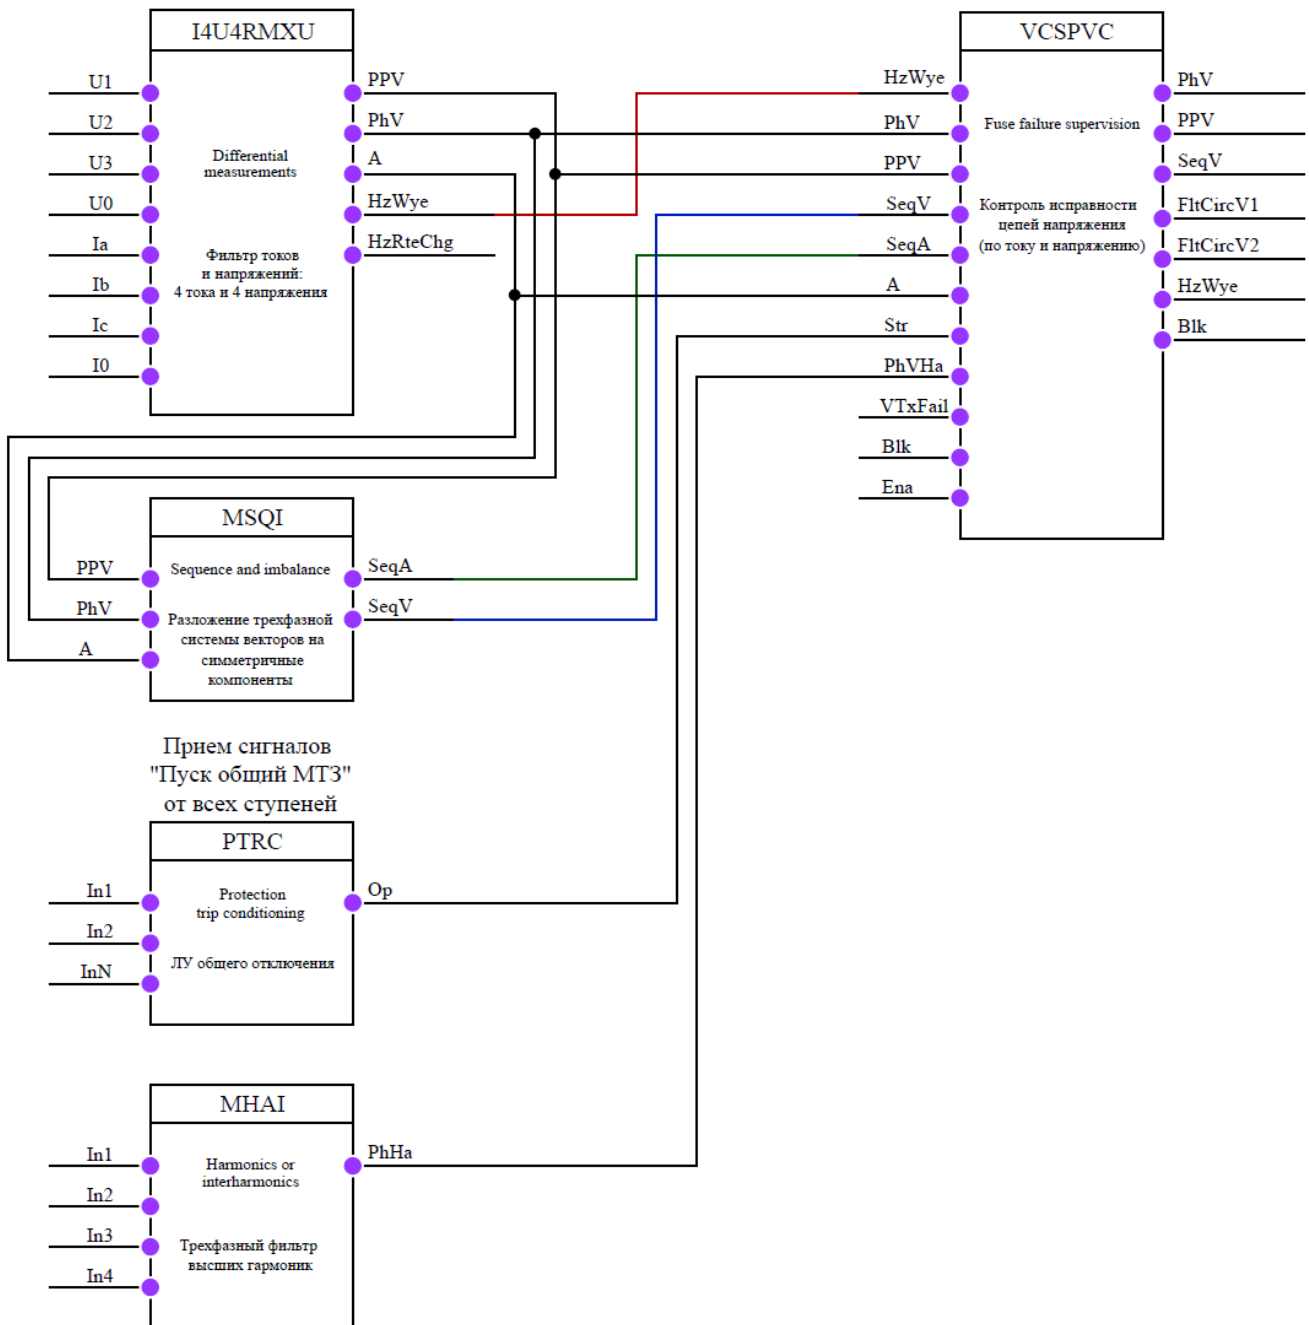 I4U4RMXU
U1
U2
U3
U0
Ia
Ib
Ic
I0
Differential
measurements
Фильтр токов
и напряжений:
4 тока и 4 напряжения
PPV
PhV
A
HzWye
HzRteChg
VCSPVC
HzWye
PhV
PPV
SeqV
SeqA
A
Str
PhVHa
VTxFail
Blk
Ena
Fuse failure supervision
Контроль исправности
цепей напряжения
(по току и напряжению)
PhV
PPV
SeqV
FltCircV1
FltCircV2
HzWye
Blk
MSQI
PPV
PhV
A
Sequence and imbalance
Разложение трехфазной
системы векторов на
симметричные
компоненты
SeqA
SeqV
Прием сигналов
"Пуск общий МТЗ"
от всех ступеней
PTRC
In1
In2
InN
Protection
trip conditioning
ЛУ общего отключения
Op
MHAI
In1
In2
In3
In4
Harmonics or
interharmonics
Трехфазный фильтр
высших гармоник
PhHa